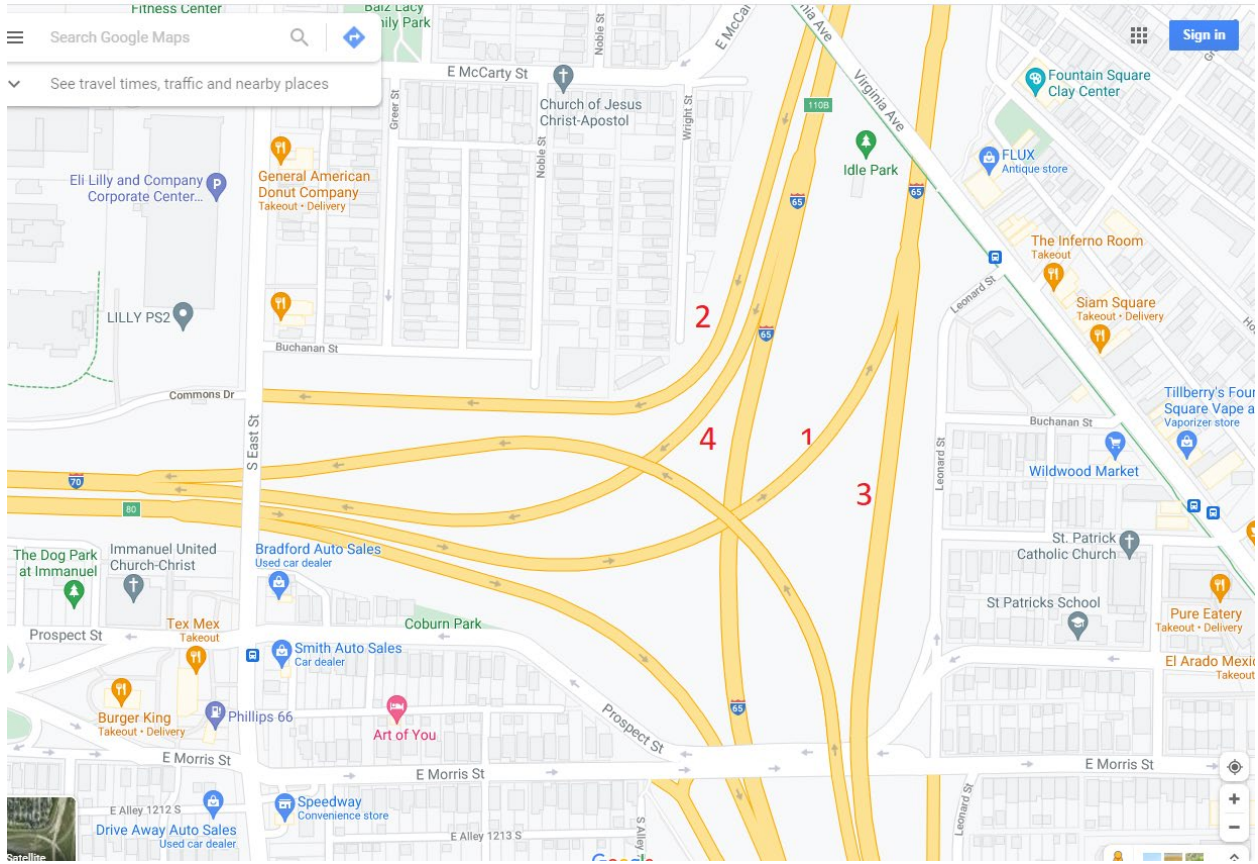 Fitness Center
Search Google Maps
See travel times, traffic and nearby places
Sign in
E McCarty St
E McCa
Noble St
Greer St
Noble St
Wright St
Church of Jesus
Christ-Apostol
Virginia Ave
110B
Idle Park
Fountain Square
Clay Center
FLUX
Antique store
Eli Lilly and Company
Corporate Center...
P
General American
Donut Company
Takeout • Delivery
65
65
65
The Inferno Room
Takeout
Leonard St
Siam Square
Takeout • Delivery
LILLY PS2
2
Buchanan St
Commons Dr
S East St
4
1
3
Tillberry's Four
Square Vape a
Vaporizer store
Buchanan St
Leonard St
Wildwood Market
70
80
The Dog Park
at Immanuel
Immanuel United
Church-Christ
Bradford Auto Sales
Used car dealer
St. Patrick
Catholic Church
St Patricks School
Pure Eatery
Takeout • Delivery
Coburn Park
Prospect St
Tex Mex
Takeout
Smith Auto Sales
Car dealer
El Arado Mexic
Takeout
Burger King
Takeout • Delivery
Phillips 66
Art of You
65
Prospect St
E Morris St
E Morris St
E Morris St
E Alley 1212 S
Speedway
Convenience store
Drive Away Auto Sales
Used car dealer
E Alley 1213 S
S Alley
Leonard St
Satellite
Google